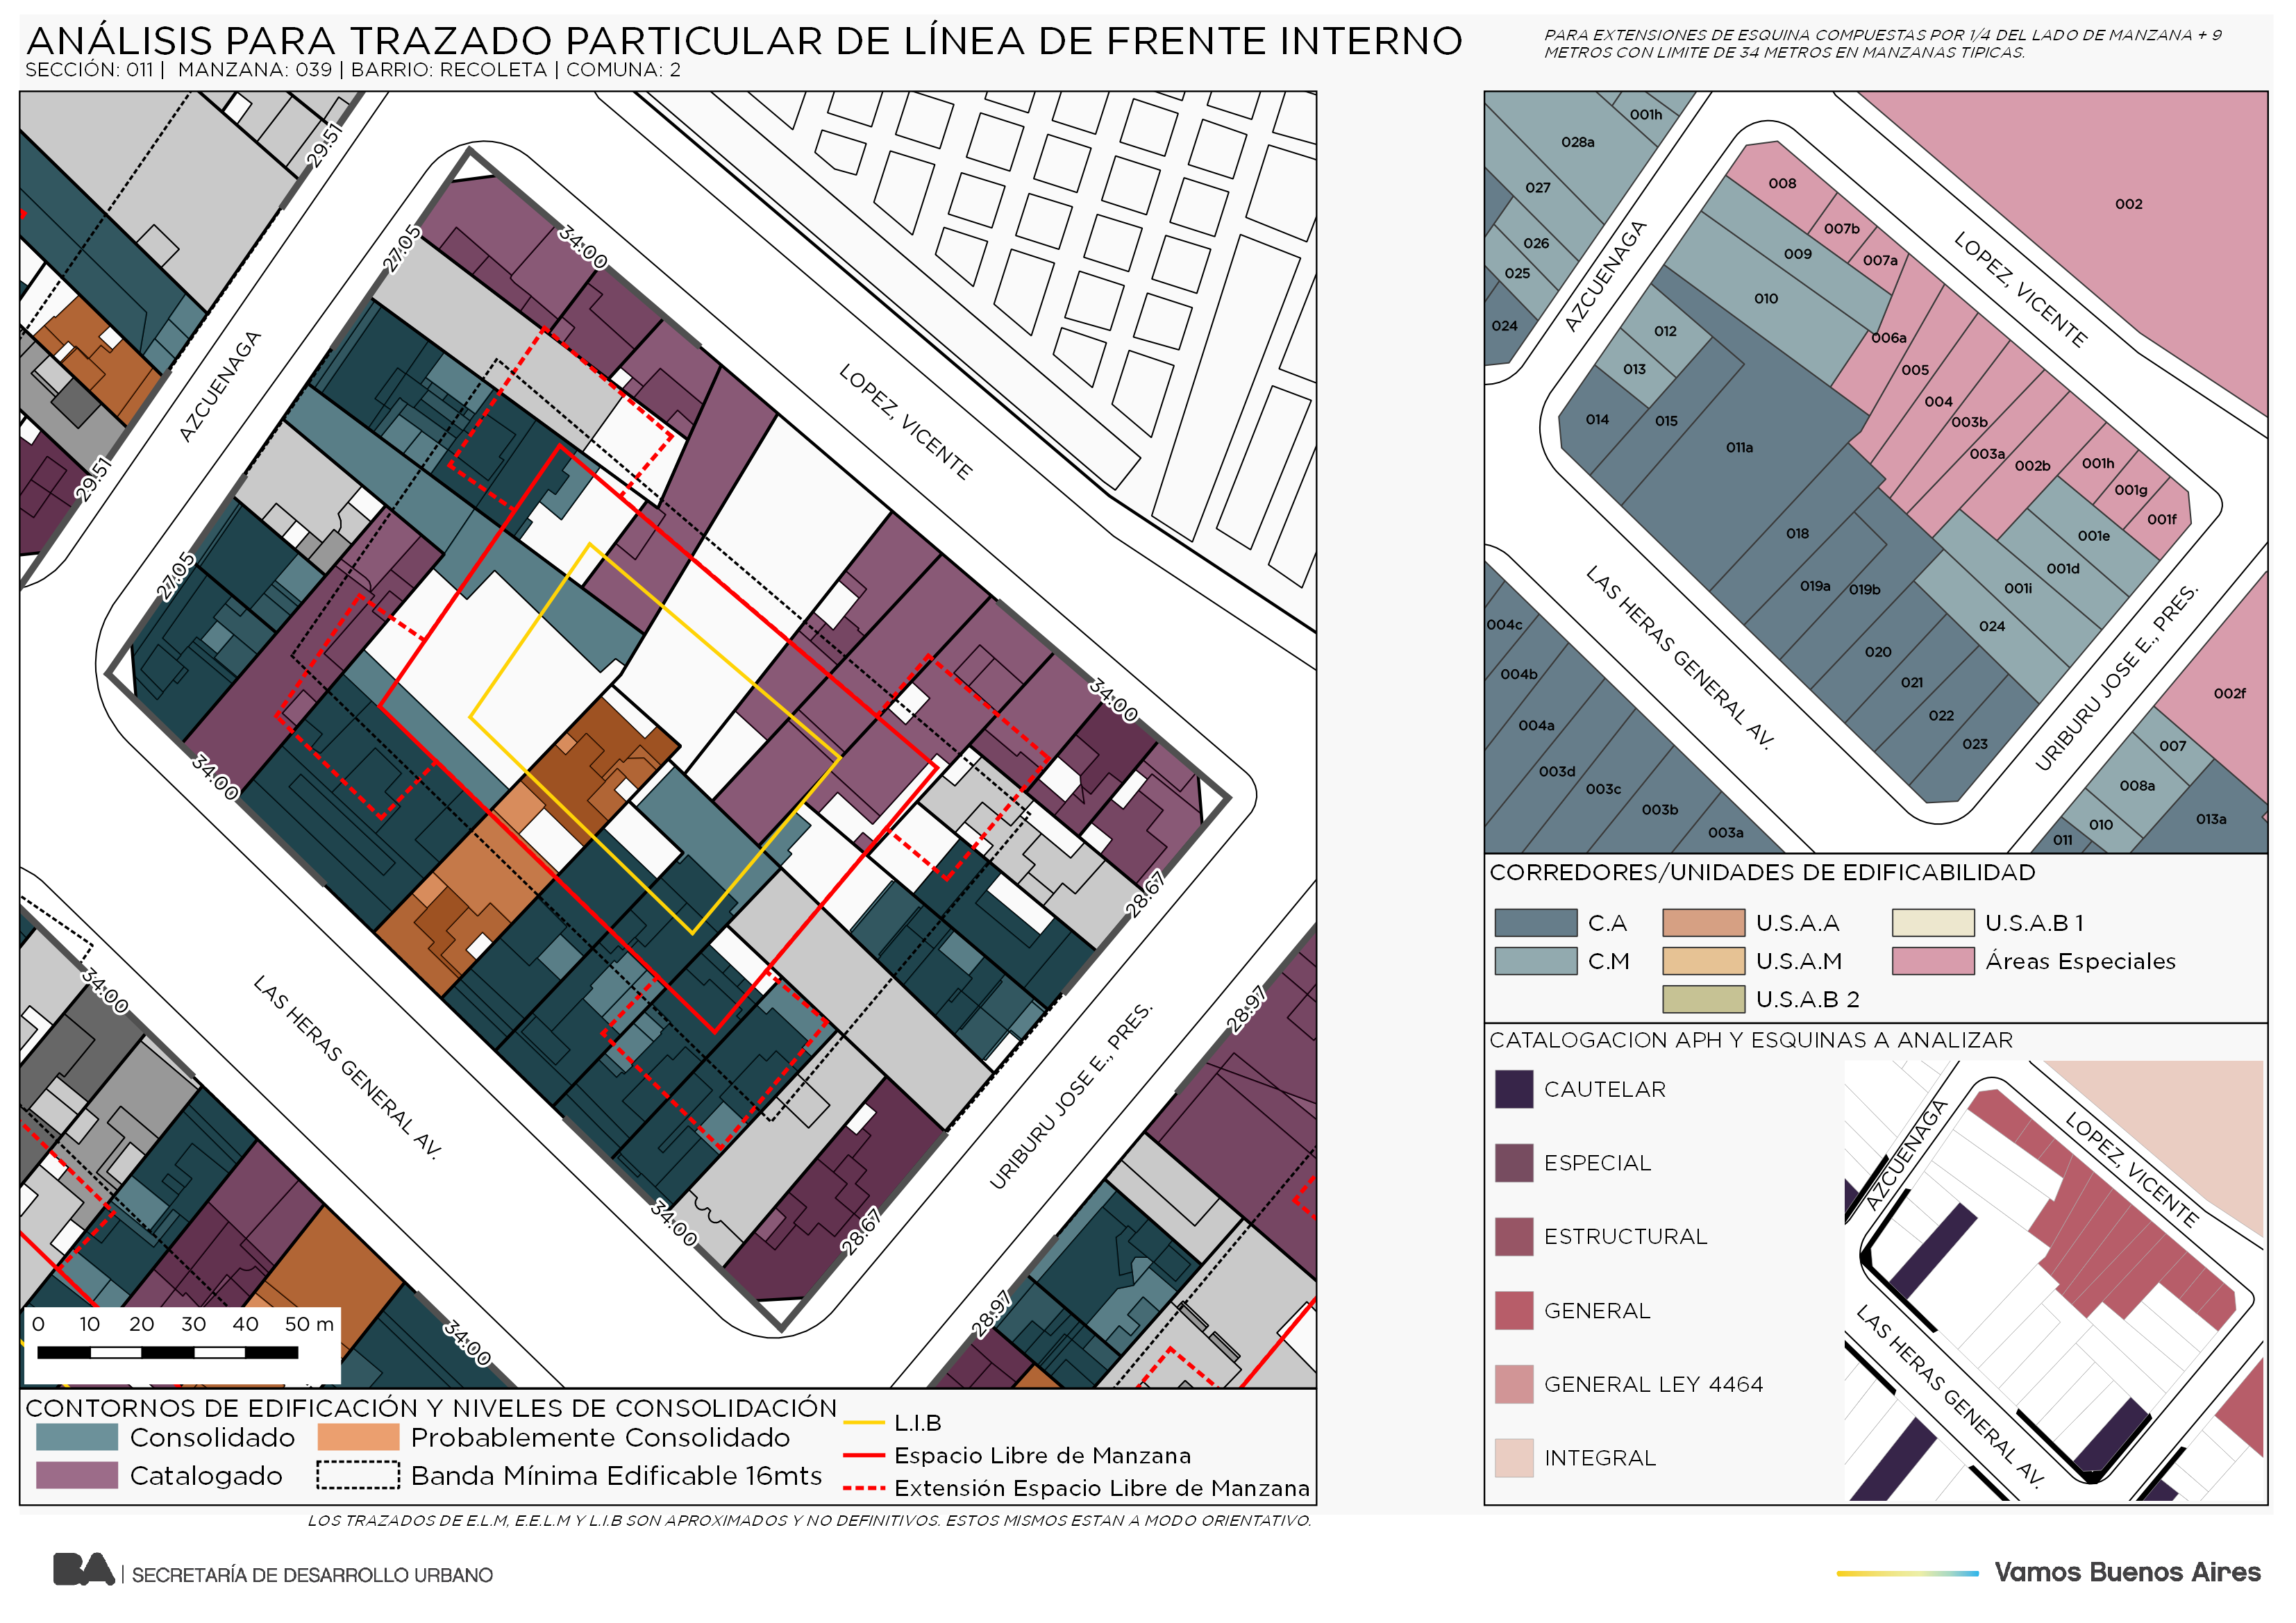 ANÁLISIS PARA TRAZADO PARTICULAR DE LÍNEA DE FRENTE INTERNO
SECCIÓN: 011 | MANZANA: 039 | BARRIO: RECOLETA | COMUNA: 2
PARA EXTENSIONES DE ESQUINA COMPUESTAS POR 1/4 DEL LADO DE MANZANA + 9
METROS CON LIMITE DE 34 METROS EN MANZANAS TIPICAS.
29.51
27.05
34.00
AZCUENAGA
LOPEZ, VICENTE
29.51
27.05
34.00
34.00
28.67
34.00
LAS HERAS GENERAL AV.
URIBURU JOSE E., PRES.
28.97
34.00
28.67
28.97
34.00
0 10 20 30 40 50 m
CONTORNOS DE EDIFICACIÓN Y NIVELES DE CONSOLIDACIÓN
Consolidado
Probablemente Consolidado
Catalogado
Banda Mínima Edificable 16mts
L.I.B
Espacio Libre de Manzana
Extensión Espacio Libre de Manzana
001h
028a
027
026
025
024
008
007b
007a
002
009
010
AZCUENAGA
LOPEZ, VICENTE
012
013
006a
005
004
003b
003a
002b
001h
001g
001f
014
015
011a
018
001e
001d
001i
019a
019b
024
020
021
022
023
004c
004b
004a
003d
003c
003b
003a
LAS HERAS GENERAL AV.
URIBURU JOSE E., PRES.
002f
007
008a
010
011
013a
CORREDORES/UNIDADES DE EDIFICABILIDAD
C.A
U.S.A.A
U.S.A.B 1
C.M
U.S.A.M
Áreas Especiales
U.S.A.B 2
CATALOGACION APH Y ESQUINAS A ANALIZAR
CAUTELAR
ESPECIAL
ESTRUCTURAL
GENERAL
GENERAL LEY 4464
INTEGRAL
AZCUENAGA
LOPEZ, VICENTE
LAS HERAS GENERAL AV.
LOS TRAZADOS DE E.L.M, E.E.L.M Y L.I.B SON APROXIMADOS Y NO DEFINITIVOS. ESTOS MISMOS ESTAN A MODO ORIENTATIVO.
BA | SECRETARÍA DE DESARROLLO URBANO
Vamos Buenos Aires